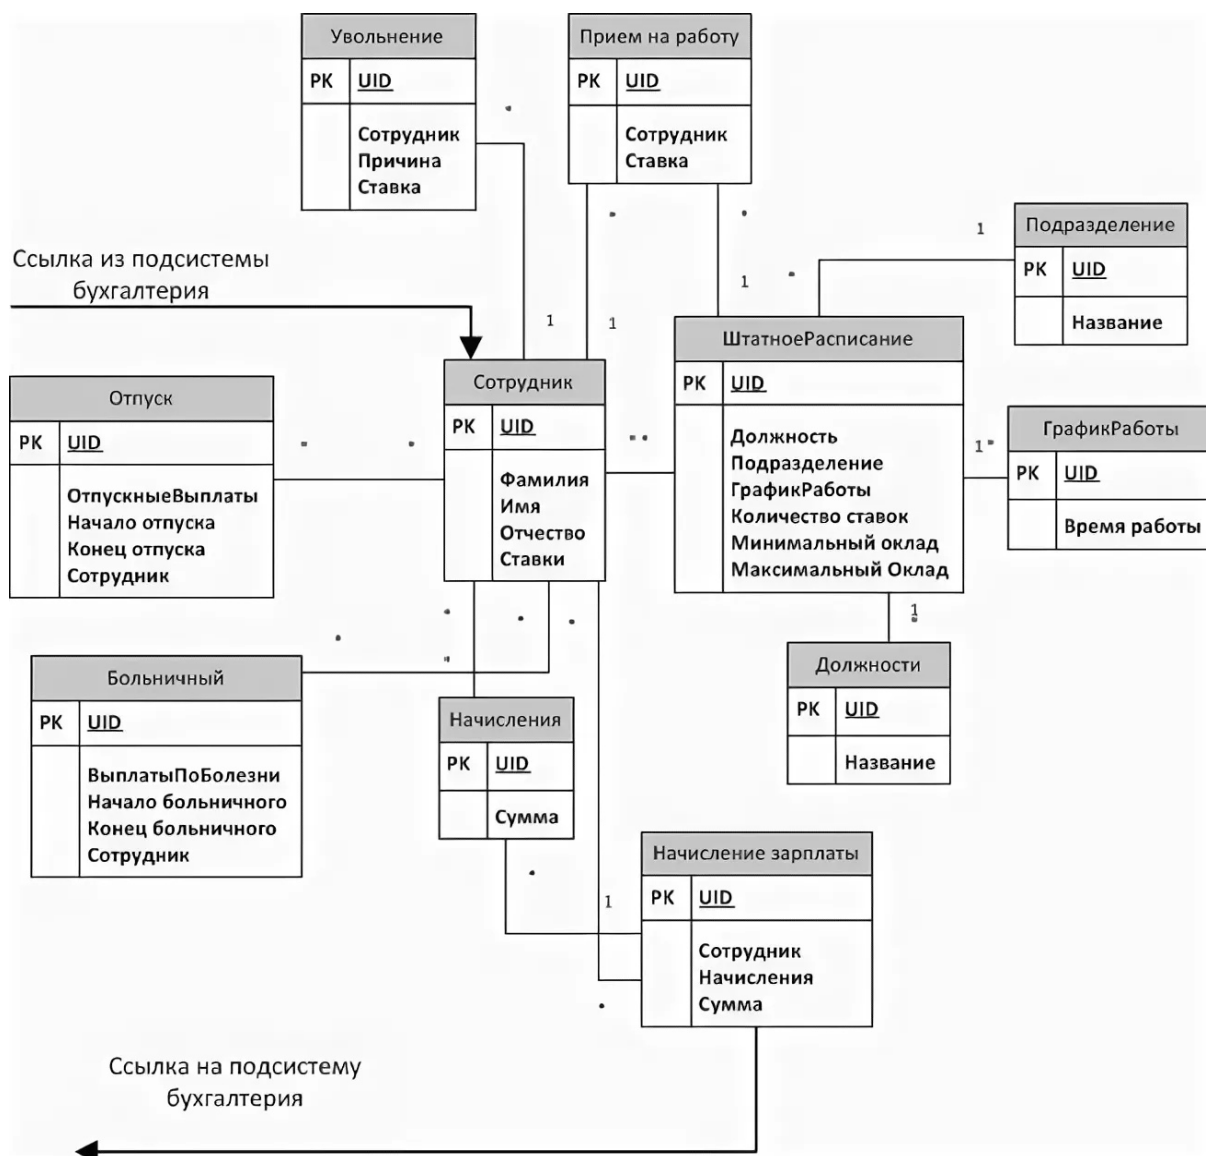 Увольнение
PK UID
Сотрудник
Причина
Ставка
Прием на работу
PK UID
Сотрудник
Ставка
*
*
*
1
Подразделение
PK UID
Название
Ссылка из подсистемы
бухгалтерия
*
1
1
1
ШтатноеРасписание
PK UID
Должность
Подразделение
ГрафикРаботы
Количество ставок
Минимальный оклад
Максимальный Оклад
Сотрудник
PK UID
Фамилия
Имя
Отчество
Ставки
Отпуск
PK UID
ОтпускныеВыплаты
Начало отпуска
Конец отпуска
Сотрудник
* * * *
1 *
ГрафикРаботы
PK UID
Время работы
1
*
Должности
PK UID
Название
* * * *
*
Больничный
PK UID
ВыплатыПоБолезни
Начало больничного
Конец больничного
Сотрудник
Начисления
PK UID
Сумма
*
1
*
Начисление зарплаты
PK UID
Сотрудник
Начисления
Сумма
Ссылка на подсистему
бухгалтерия